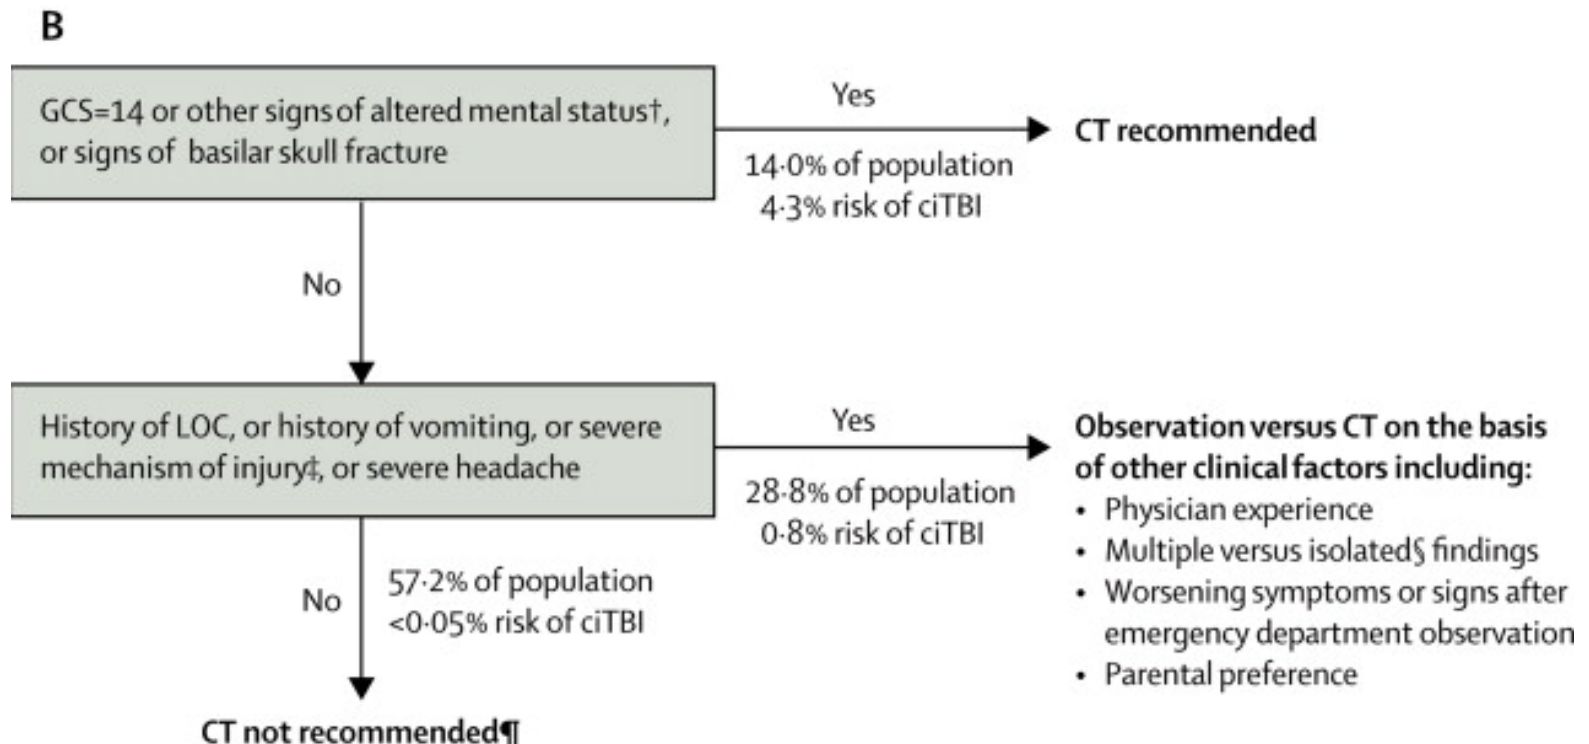 B
GCS=14 or other signs of altered mental status†,
or signs of basilar skull fracture
Yes
14·0% of population
4·3% risk of ciTBI
CT recommended
No
History of LOC, or history of vomiting, or severe
mechanism of injury‡, or severe headache
Yes
28·8% of population
0·8% risk of ciTBI
Observation versus CT on the basis
of other clinical factors including:
• Physician experience
• Multiple versus isolated§ findings
• Worsening symptoms or signs after
emergency department observation
• Parental preference
No
57·2% of population
<0·05% risk of ciTBI
CT not recommended¶